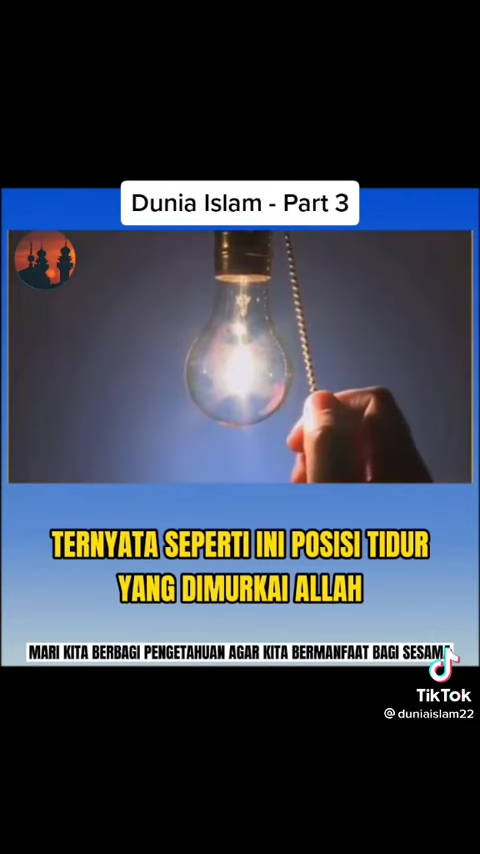 Dunia Islam - Part 3
TERNYATA SEPERTI INI POSISI TIDUR
YANG DIMURKAI ALLAH
MARI KITA BERBAGI PENGETAHUAN AGAR KITA BERMANFAAT BAGI SESAMA
TikTok
@duniaislam22